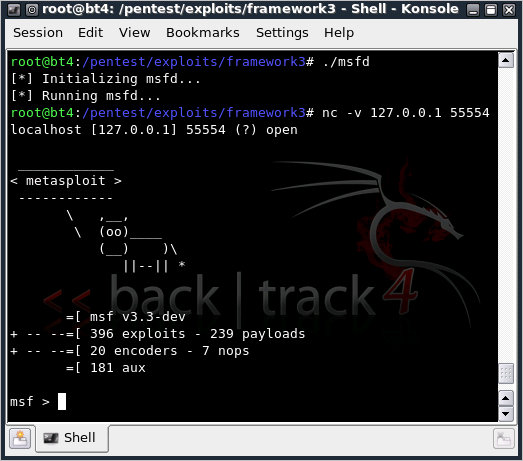 root@bt4: /pentest/exploits/framework3 - Shell - Konsole
Session Edit View Bookmarks Settings Help
root@bt4:/pentest/exploits/framework3# ./msfd
[*] Initializing msfd...
[*] Running msfd...
root@bt4:/pentest/exploits/framework3# nc -v 127.0.0.1 55554
localhost [127.0.0.1] 55554 (?) open
 ____________
< metasploit >
 ------------
       \   ,__,
        \  (oo)____
           (__)    )\
              ||--|| *
<< back | track 4
       =[ msf v3.3-dev
+ -- --=[ 396 exploits - 239 payloads
+ -- --=[ 20 encoders - 7 nops
       =[ 181 aux
msf >
Shell